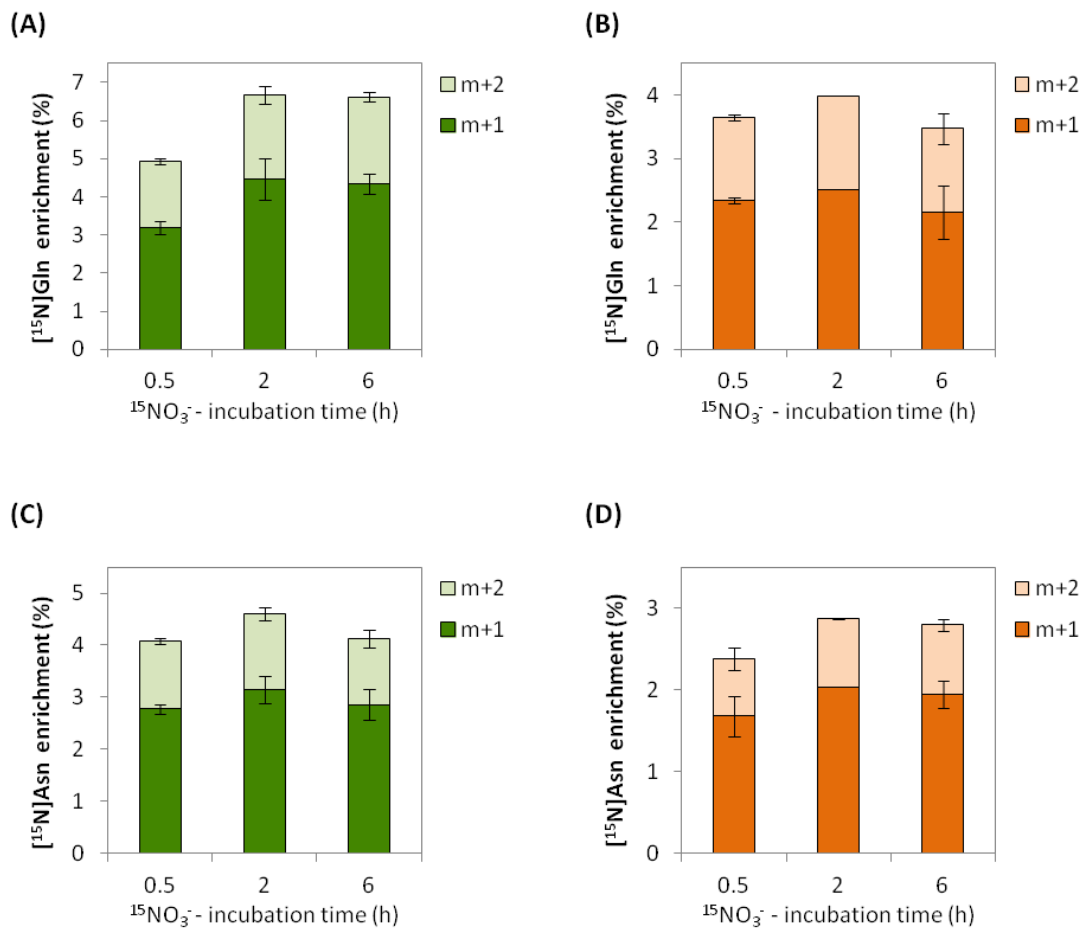 (A)
[¹⁵N]Gln enrichment (%)
7
6
5
4
3
2
1
0
0.5 2 6
¹⁵NO₃⁻ - incubation time (h)
m+2
m+1
(B)
[¹⁵N]Gln enrichment (%)
4
3
2
1
0
0.5 2 6
¹⁵NO₃⁻ - incubation time (h)
m+2
m+1
(C)
[¹⁵N]Asn enrichment (%)
5
4
3
2
1
0
0.5 2 6
¹⁵NO₃⁻ - incubation time (h)
m+2
m+1
(D)
[¹⁵N]Asn enrichment (%)
3
2
1
0
0.5 2 6
¹⁵NO₃⁻ - incubation time (h)
m+2
m+1